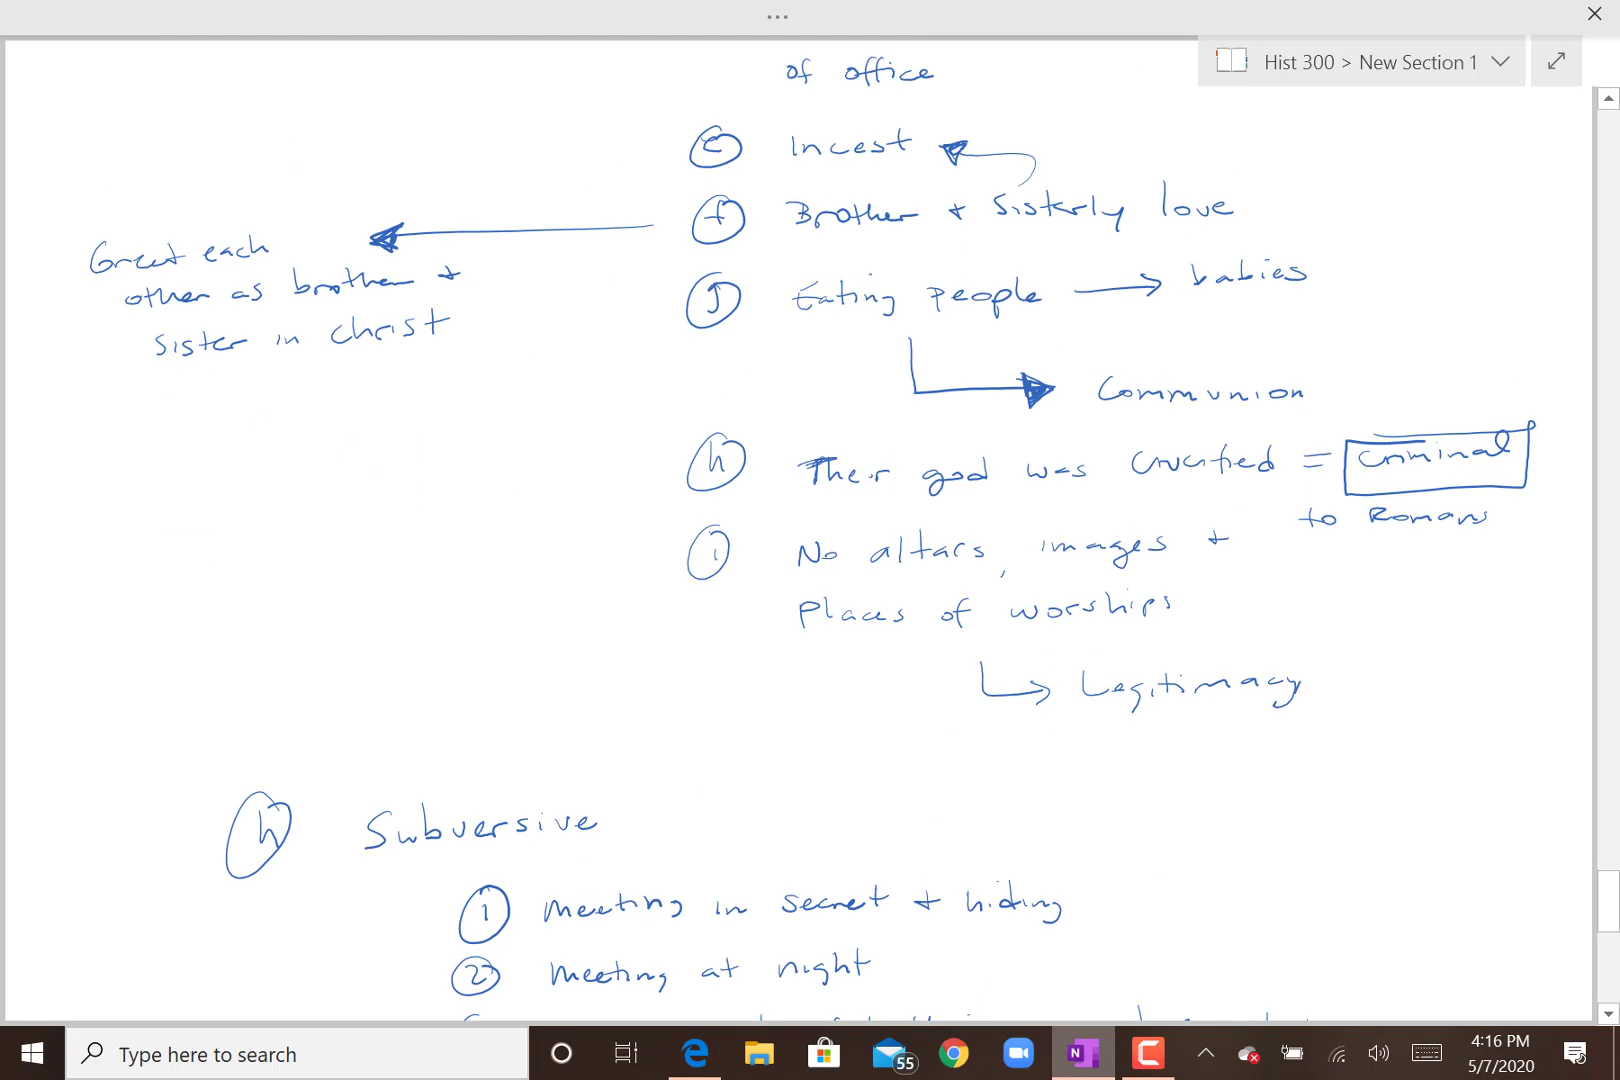 ...
Hist 300 > New Section 1
of office
e Incest
f Brother + Sisterly love
Greet each
other as brother +
sister in christ
g Eating People → babies
Communion
h Their god was crucified = criminal
to Romans
i No altars, images +
Places of worships
Legitimacy
h Subversive
1 Meeting in secret + hiding
2 Meeting at night
Type here to search
55
N
4:16 PM
5/7/2020